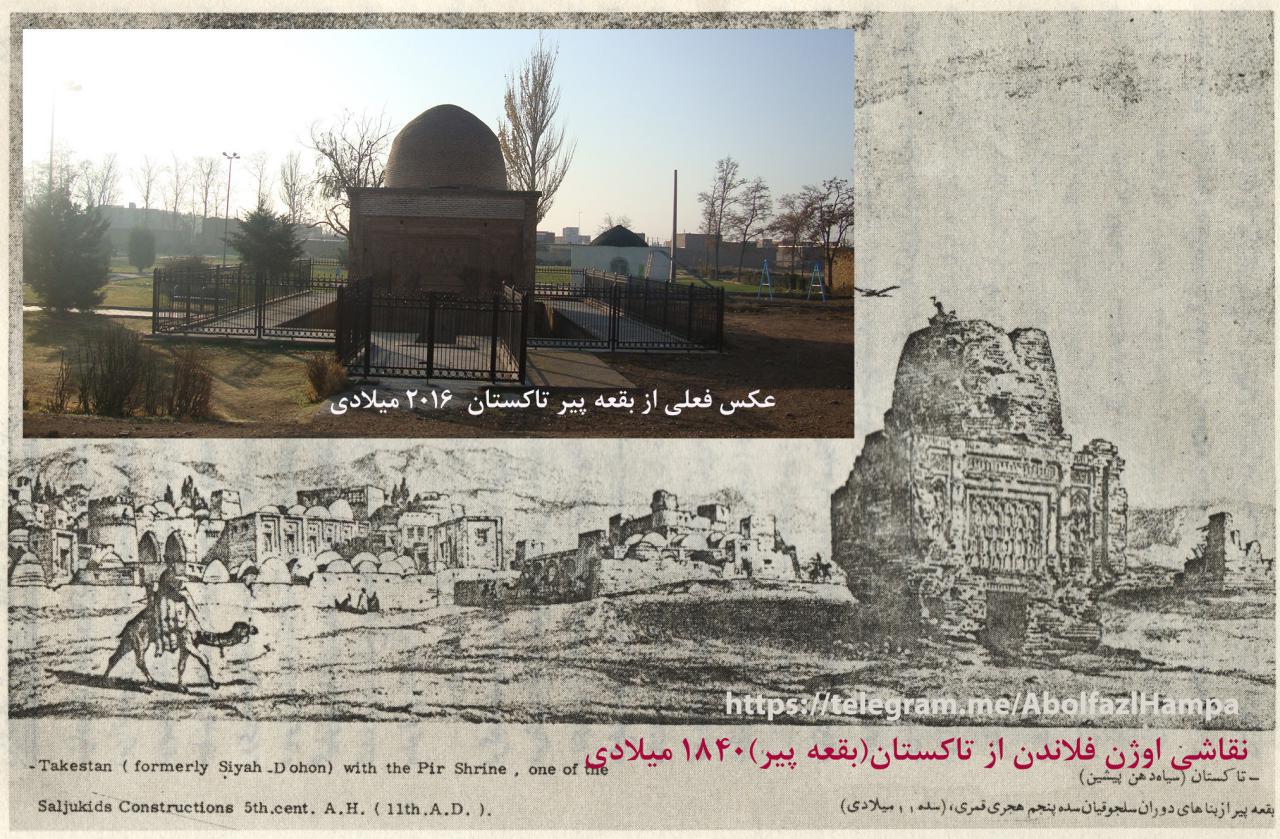 عکس فعلی از بقعه پیر تاکستان ۲۰۱۶ میلادی
https://telegram.me/AbolfazlHampa
نقاشی اوژن فلاندن از تاکستان(بقعه پیر)۱۸۴۰ میلادی
-Takestan ( formerly Siyah -Dohon) with the Pir Shrine , one of the
Saljukids Constructions 5th.cent. A.H. ( 11th.A.D. ).
– تاکستان (سیاه‌دهن پیشین)
بقعه پیر از بناهای دوران سلجوقیان سده پنجم هجری قمری، (سده ۱۱ میلادی)